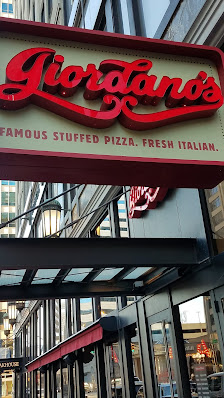 Giordano's
FAMOUS STUFFED PIZZA. FRESH ITALIAN.